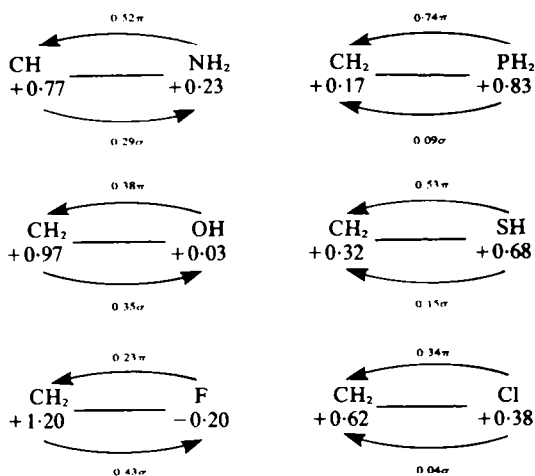 0.52π 0.74π
CH NH₂ CH₂ PH₂
+0·77 +0·23 +0·17 +0·83
0.29σ 0.09σ
0.38π 0.53π
CH₂ OH CH₂ SH
+0·97 +0·03 +0·32 +0·68
0.35σ 0.15σ
0.23π 0.34π
CH₂ F CH₂ Cl
+1·20 −0·20 +0·62 +0·38
0.43σ 0.04σ